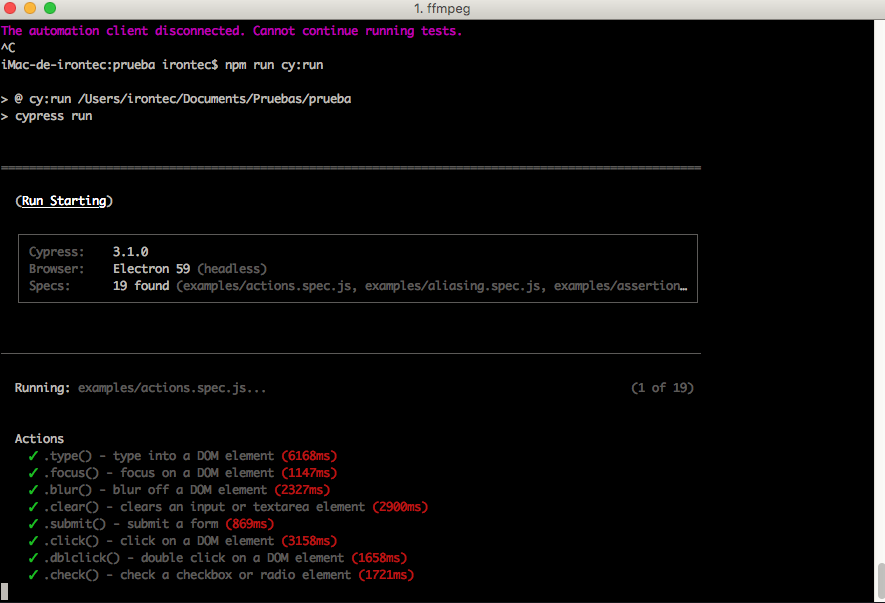 1. ffmpeg
The automation client disconnected. Cannot continue running tests.
^C
iMac-de-irontec:prueba irontec$ npm run cy:run
> @ cy:run /Users/irontec/Documents/Pruebas/prueba
> cypress run
(Run Starting)
Cypress: 3.1.0
Browser: Electron 59 (headless)
Specs: 19 found (examples/actions.spec.js, examples/aliasing.spec.js, examples/assertion…
Running: examples/actions.spec.js... (1 of 19)
Actions
✓ .type() - type into a DOM element (6168ms)
✓ .focus() - focus on a DOM element (1147ms)
✓ .blur() - blur off a DOM element (2327ms)
✓ .clear() - clears an input or textarea element (2900ms)
✓ .submit() - submit a form (869ms)
✓ .click() - click on a DOM element (3158ms)
✓ .dblclick() - double click on a DOM element (1658ms)
✓ .check() - check a checkbox or radio element (1721ms)